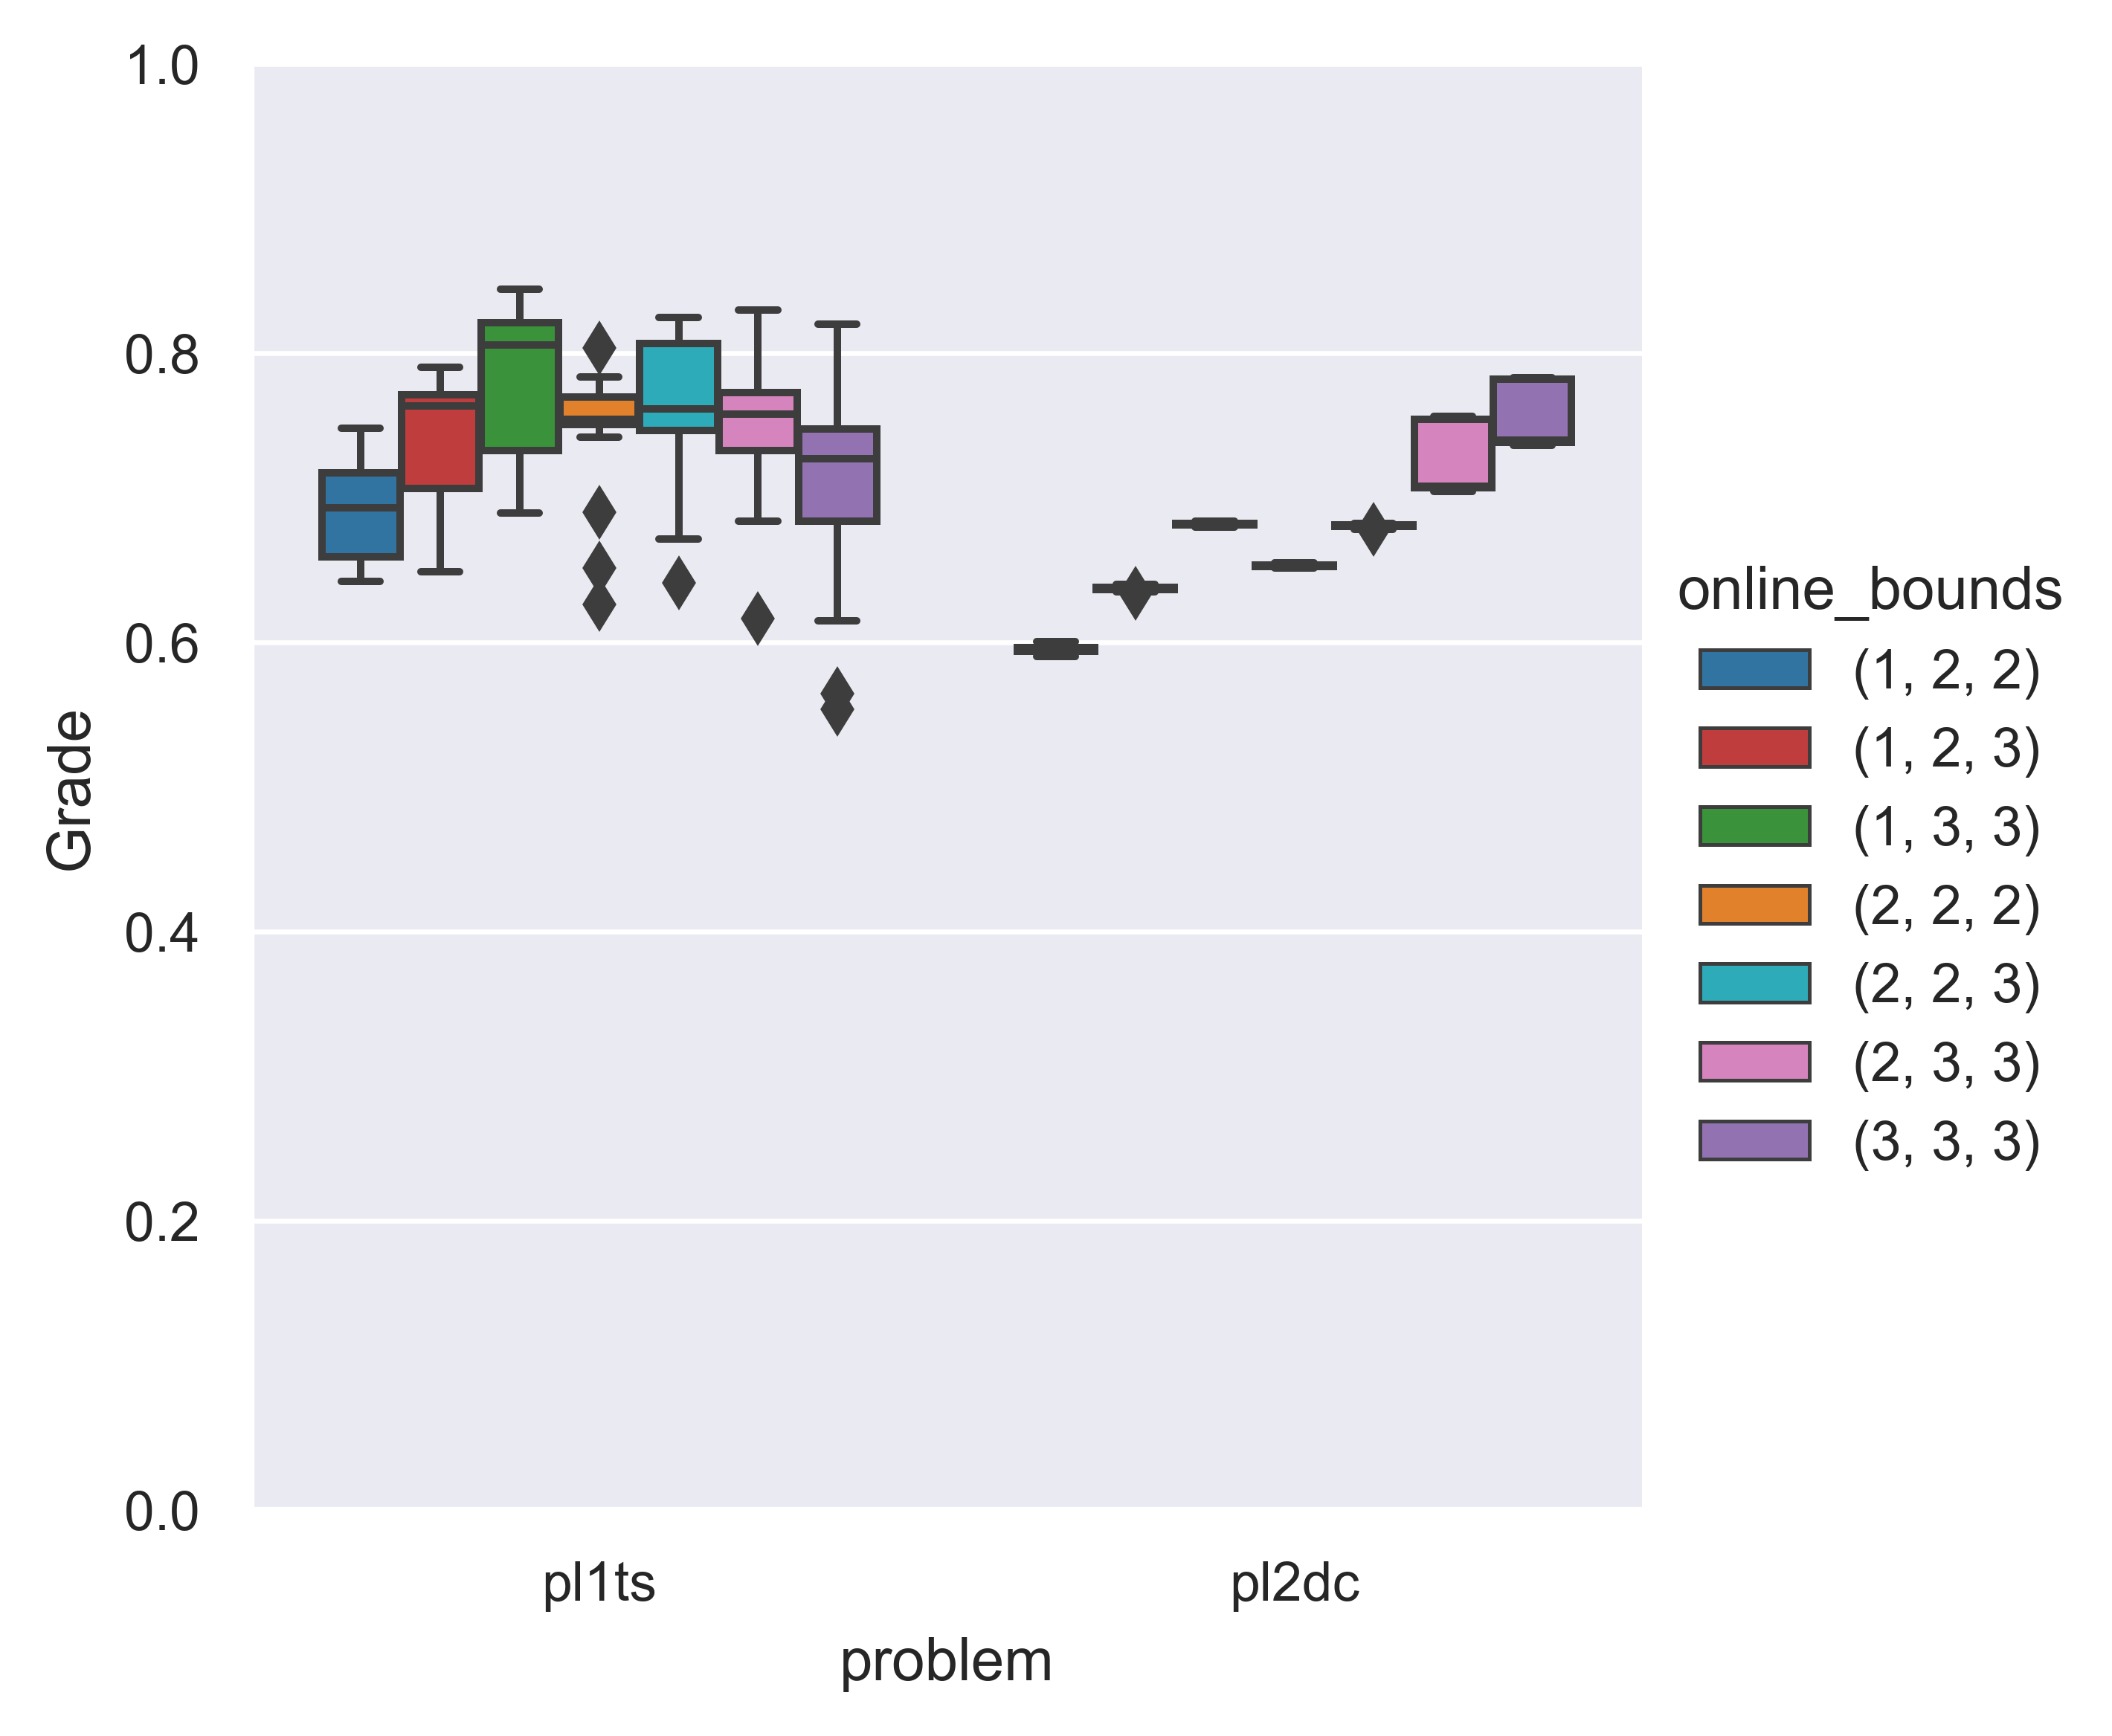 1.0
0.8
0.6
0.4
0.2
0.0
Grade
pl1ts
pl2dc
problem
online_bounds
(1, 2, 2)
(1, 2, 3)
(1, 3, 3)
(2, 2, 2)
(2, 2, 3)
(2, 3, 3)
(3, 3, 3)